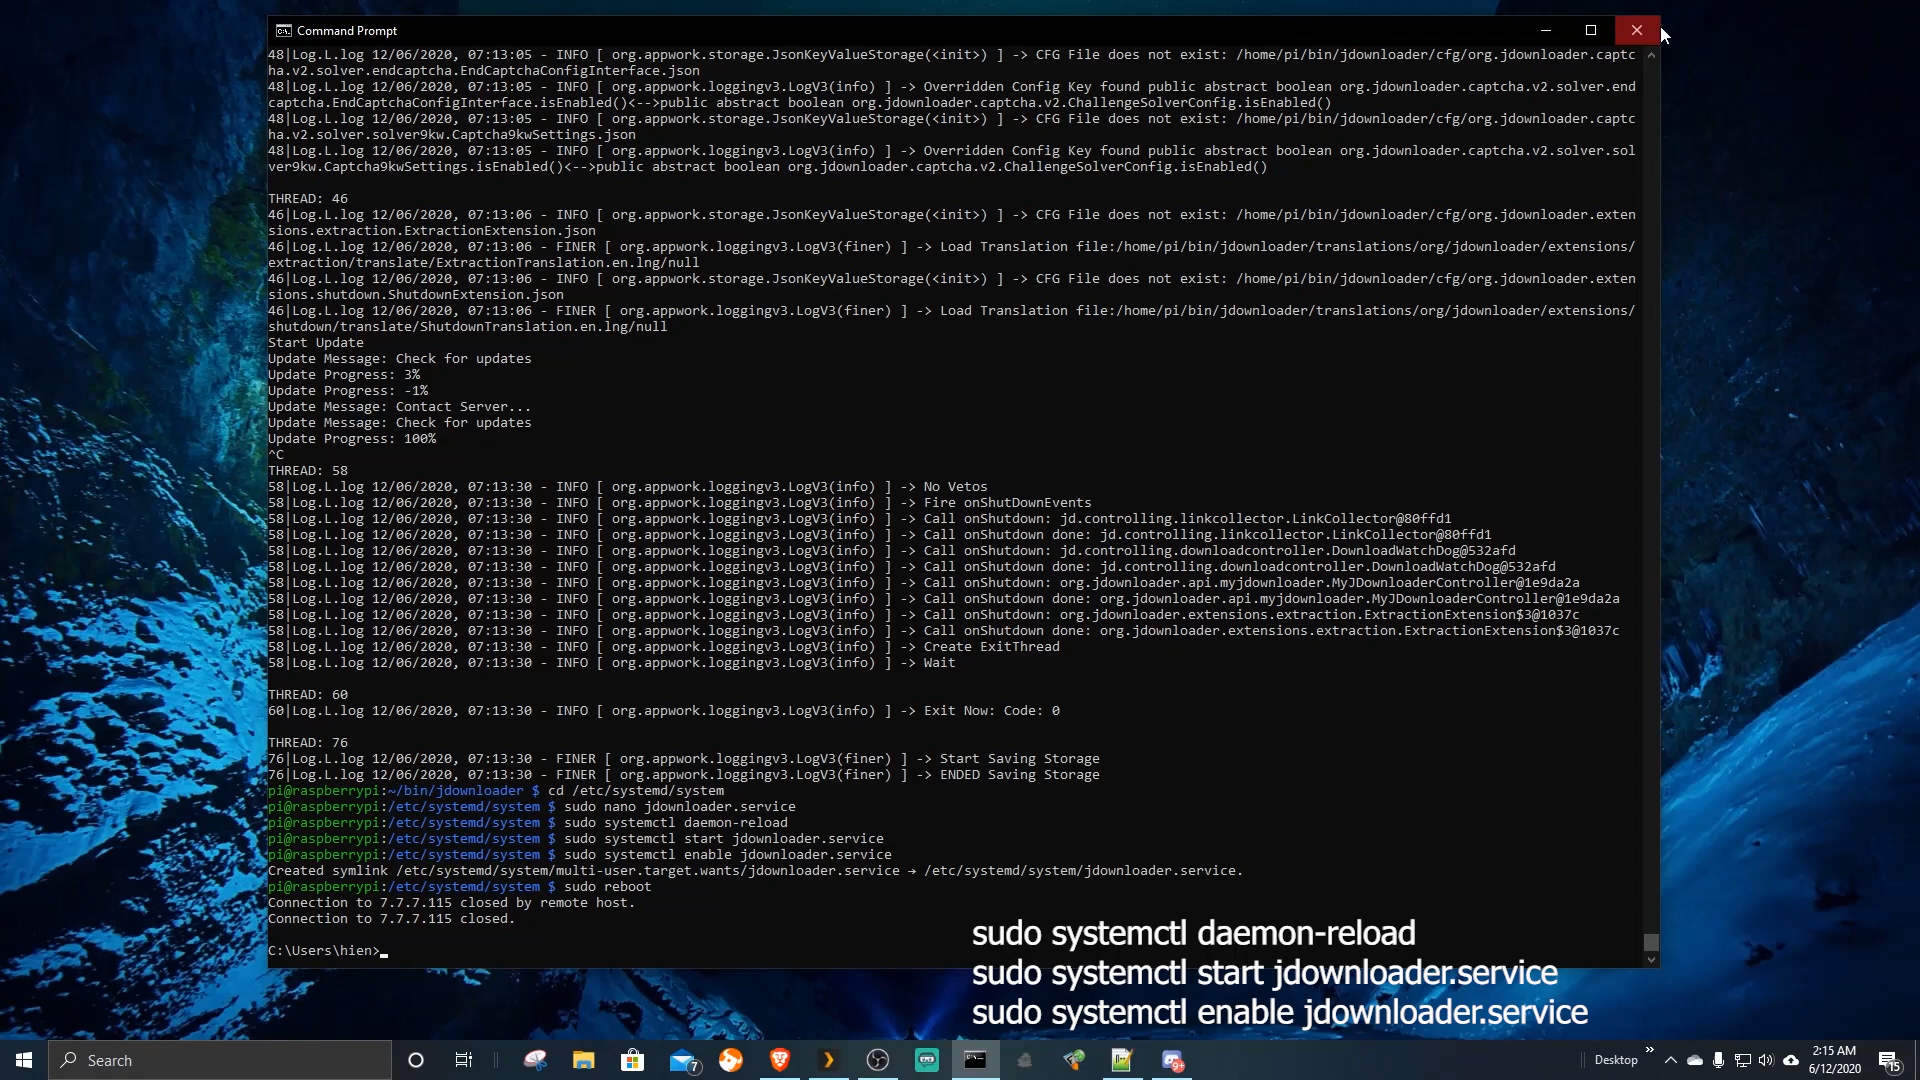 Command Prompt
48|Log.L.log 12/06/2020, 07:13:05 - INFO [ org.appwork.storage.JsonKeyValueStorage(<init>) ] -> CFG File does not exist: /home/pi/bin/jdownloader/cfg/org.jdownloader.captc
ha.v2.solver.endcaptcha.EndCaptchaConfigInterface.json
48|Log.L.log 12/06/2020, 07:13:05 - INFO [ org.appwork.loggingv3.LogV3(info) ] -> Overridden Config Key found public abstract boolean org.jdownloader.captcha.v2.solver.end
captcha.EndCaptchaConfigInterface.isEnabled()<-->public abstract boolean org.jdownloader.captcha.v2.ChallengeSolverConfig.isEnabled()
48|Log.L.log 12/06/2020, 07:13:05 - INFO [ org.appwork.storage.JsonKeyValueStorage(<init>) ] -> CFG File does not exist: /home/pi/bin/jdownloader/cfg/org.jdownloader.captc
ha.v2.solver.solver9kw.Captcha9kwSettings.json
48|Log.L.log 12/06/2020, 07:13:05 - INFO [ org.appwork.loggingv3.LogV3(info) ] -> Overridden Config Key found public abstract boolean org.jdownloader.captcha.v2.solver.sol
ver9kw.Captcha9kwSettings.isEnabled()<-->public abstract boolean org.jdownloader.captcha.v2.ChallengeSolverConfig.isEnabled()
THREAD: 46
46|Log.L.log 12/06/2020, 07:13:06 - INFO [ org.appwork.storage.JsonKeyValueStorage(<init>) ] -> CFG File does not exist: /home/pi/bin/jdownloader/cfg/org.jdownloader.exten
sions.extraction.ExtractionExtension.json
46|Log.L.log 12/06/2020, 07:13:06 - FINER [ org.appwork.loggingv3.LogV3(finer) ] -> Load Translation file:/home/pi/bin/jdownloader/translations/org/jdownloader/extensions/
extraction/translate/ExtractionTranslation.en.lng/null
46|Log.L.log 12/06/2020, 07:13:06 - INFO [ org.appwork.storage.JsonKeyValueStorage(<init>) ] -> CFG File does not exist: /home/pi/bin/jdownloader/cfg/org.jdownloader.exten
sions.shutdown.ShutdownExtension.json
46|Log.L.log 12/06/2020, 07:13:06 - FINER [ org.appwork.loggingv3.LogV3(finer) ] -> Load Translation file:/home/pi/bin/jdownloader/translations/org/jdownloader/extensions/
shutdown/translate/ShutdownTranslation.en.lng/null
Start Update
Update Message: Check for updates
Update Progress: 3%
Update Progress: -1%
Update Message: Contact Server...
Update Message: Check for updates
Update Progress: 100%
^C
THREAD: 58
58|Log.L.log 12/06/2020, 07:13:30 - INFO [ org.appwork.loggingv3.LogV3(info) ] -> No Vetos
58|Log.L.log 12/06/2020, 07:13:30 - INFO [ org.appwork.loggingv3.LogV3(info) ] -> Fire onShutDownEvents
58|Log.L.log 12/06/2020, 07:13:30 - INFO [ org.appwork.loggingv3.LogV3(info) ] -> Call onShutdown: jd.controlling.linkcollector.LinkCollector@80ffd1
58|Log.L.log 12/06/2020, 07:13:30 - INFO [ org.appwork.loggingv3.LogV3(info) ] -> Call onShutdown done: jd.controlling.linkcollector.LinkCollector@80ffd1
58|Log.L.log 12/06/2020, 07:13:30 - INFO [ org.appwork.loggingv3.LogV3(info) ] -> Call onShutdown: jd.controlling.downloadcontroller.DownloadWatchDog@532afd
58|Log.L.log 12/06/2020, 07:13:30 - INFO [ org.appwork.loggingv3.LogV3(info) ] -> Call onShutdown done: jd.controlling.downloadcontroller.DownloadWatchDog@532afd
58|Log.L.log 12/06/2020, 07:13:30 - INFO [ org.appwork.loggingv3.LogV3(info) ] -> Call onShutdown: org.jdownloader.api.myjdownloader.MyJDownloaderController@1e9da2a
58|Log.L.log 12/06/2020, 07:13:30 - INFO [ org.appwork.loggingv3.LogV3(info) ] -> Call onShutdown done: org.jdownloader.api.myjdownloader.MyJDownloaderController@1e9da2a
58|Log.L.log 12/06/2020, 07:13:30 - INFO [ org.appwork.loggingv3.LogV3(info) ] -> Call onShutdown: org.jdownloader.extensions.extraction.ExtractionExtension$3@1037c
58|Log.L.log 12/06/2020, 07:13:30 - INFO [ org.appwork.loggingv3.LogV3(info) ] -> Call onShutdown done: org.jdownloader.extensions.extraction.ExtractionExtension$3@1037c
58|Log.L.log 12/06/2020, 07:13:30 - INFO [ org.appwork.loggingv3.LogV3(info) ] -> Create ExitThread
58|Log.L.log 12/06/2020, 07:13:30 - INFO [ org.appwork.loggingv3.LogV3(info) ] -> Wait
THREAD: 60
60|Log.L.log 12/06/2020, 07:13:30 - INFO [ org.appwork.loggingv3.LogV3(info) ] -> Exit Now: Code: 0
THREAD: 76
76|Log.L.log 12/06/2020, 07:13:30 - FINER [ org.appwork.loggingv3.LogV3(finer) ] -> Start Saving Storage
76|Log.L.log 12/06/2020, 07:13:30 - FINER [ org.appwork.loggingv3.LogV3(finer) ] -> ENDED Saving Storage
pi@raspberrypi:~/bin/jdownloader $ cd /etc/systemd/system
pi@raspberrypi:/etc/systemd/system $ sudo nano jdownloader.service
pi@raspberrypi:/etc/systemd/system $ sudo systemctl daemon-reload
pi@raspberrypi:/etc/systemd/system $ sudo systemctl start jdownloader.service
pi@raspberrypi:/etc/systemd/system $ sudo systemctl enable jdownloader.service
Created symlink /etc/systemd/system/multi-user.target.wants/jdownloader.service → /etc/systemd/system/jdownloader.service.
pi@raspberrypi:/etc/systemd/system $ sudo reboot
Connection to 7.7.7.115 closed by remote host.
Connection to 7.7.7.115 closed.
C:\Users\hien>
sudo systemctl daemon-reload
sudo systemctl start jdownloader.service
sudo systemctl enable jdownloader.service
Search
7
9+
Desktop
2:15 AM
6/12/2020
15